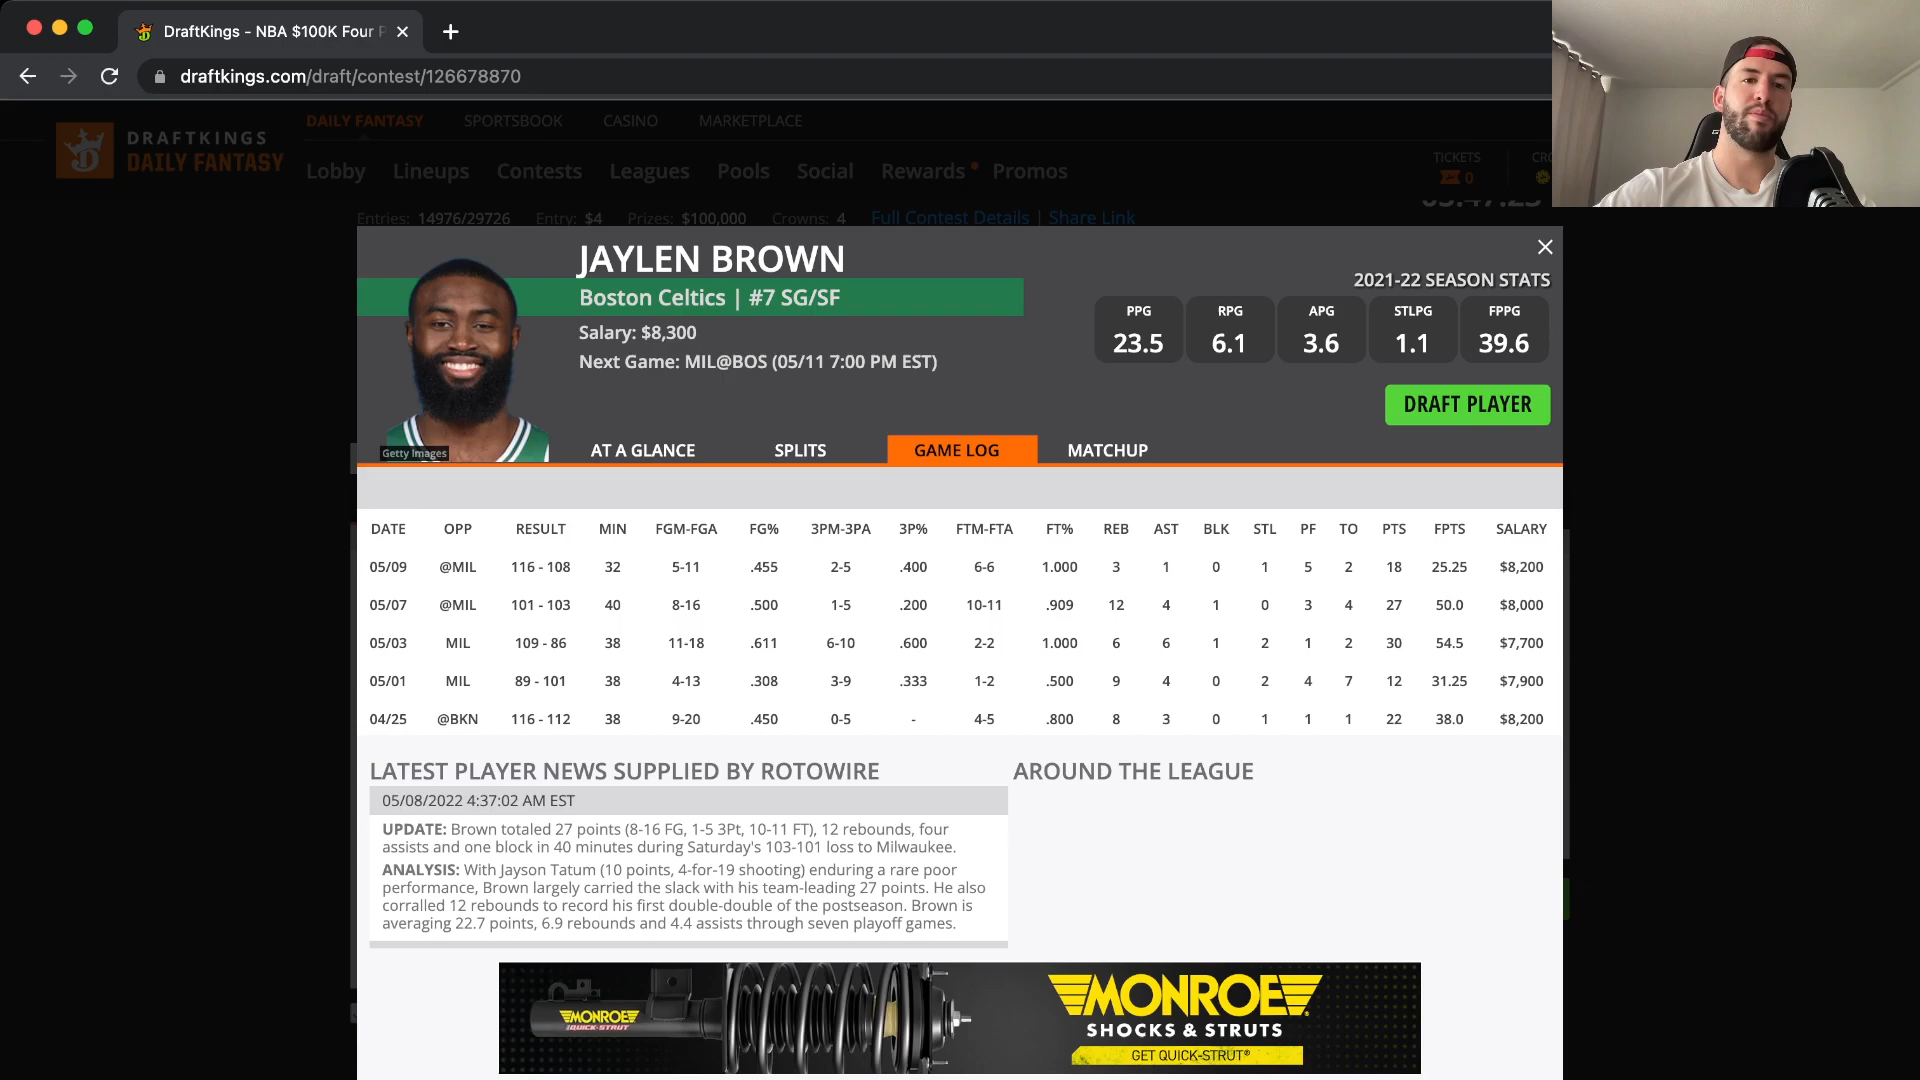 DraftKings - NBA $100K Four P
draftkings.com/draft/contest/126678870
DRAFTKINGS
DAILY FANTASY
DAILY FANTASY SPORTSBOOK CASINO MARKETPLACE
Lobby Lineups Contests Leagues Pools Social Rewards Promos
TICKETS
0
Entries: 14976/29726 Entry: $4 Prizes: $100,000 Crowns: 4 Full Contest Details | Share Link
JAYLEN BROWN
Boston Celtics | #7 SG/SF
Salary: $8,300
Next Game: MIL@BOS (05/11 7:00 PM EST)
Getty Images
2021-22 SEASON STATS
PPG RPG APG STLPG FPPG
23.5 6.1 3.6 1.1 39.6
DRAFT PLAYER
AT A GLANCE SPLITS GAME LOG MATCHUP
DATE OPP RESULT MIN FGM-FGA FG% 3PM-3PA 3P% FTM-FTA FT% REB AST BLK STL PF TO PTS FPTS SALARY
05/09 @MIL 116 - 108 32 5-11 .455 2-5 .400 6-6 1.000 3 1 0 1 5 2 18 25.25 $8,200
05/07 @MIL 101 - 103 40 8-16 .500 1-5 .200 10-11 .909 12 4 1 0 3 4 27 50.0 $8,000
05/03 MIL 109 - 86 38 11-18 .611 6-10 .600 2-2 1.000 6 6 1 2 1 2 30 54.5 $7,700
05/01 MIL 89 - 101 38 4-13 .308 3-9 .333 1-2 .500 9 4 0 2 4 7 12 31.25 $7,900
04/25 @BKN 116 - 112 38 9-20 .450 0-5 - 4-5 .800 8 3 0 1 1 1 22 38.0 $8,200
LATEST PLAYER NEWS SUPPLIED BY ROTOWIRE
05/08/2022 4:37:02 AM EST
UPDATE: Brown totaled 27 points (8-16 FG, 1-5 3Pt, 10-11 FT), 12 rebounds, four
assists and one block in 40 minutes during Saturday's 103-101 loss to Milwaukee.
ANALYSIS: With Jayson Tatum (10 points, 4-for-19 shooting) enduring a rare poor
performance, Brown largely carried the slack with his team-leading 27 points. He also
corralled 12 rebounds to record his first double-double of the postseason. Brown is
averaging 22.7 points, 6.9 rebounds and 4.4 assists through seven playoff games.
AROUND THE LEAGUE
MONROE
QUICK-STRUT
MONROE
SHOCKS & STRUTS
GET QUICK-STRUT®